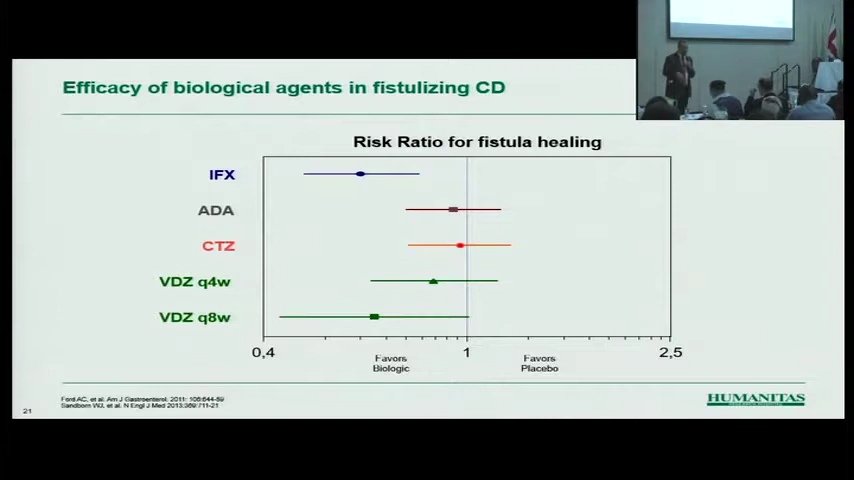 Efficacy of biological agents in fistulizing CD
Risk Ratio for fistula healing
IFX
ADA
CTZ
VDZ q4w
VDZ q8w
0,4
1
2,5
Favors
Biologic
Favors
Placebo
Ford AC, et al. Am J Gastroenterol. 2011; 106:644-59
Sandborn WJ, et al. N Engl J Med 2013;369:711-21
21
HUMANITAS